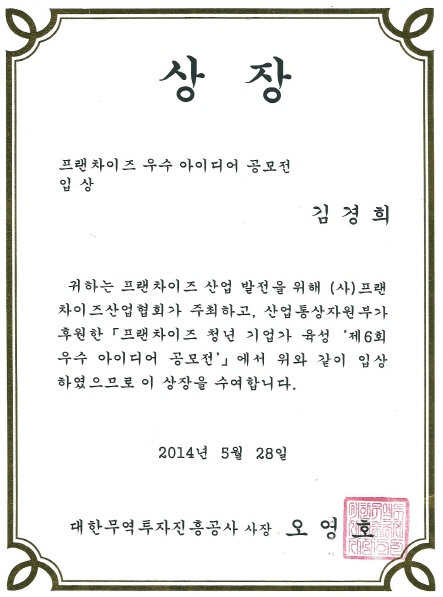 상 장
프랜차이즈 우수 아이디어 공모전
입 상
김 경 희
귀하는 프랜차이즈 산업 발전을 위해 (사)프랜
차이즈산업협회가 주최하고, 산업통상자원부가
후원한 「프랜차이즈 청년 기업가 육성 '제6회
우수 아이디어 공모전'」에서 위와 같이 입상
하였으므로 이 상장을 수여합니다.
2014년 5월 28일
대한무역투자진흥공사 사장 오 영 호